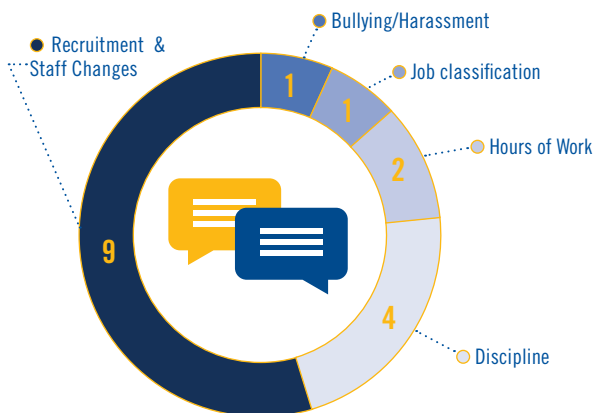 Bullying/Harassment
Recruitment &
Staff Changes
Job classification
1
1
Hours of Work
2
9
4
Discipline